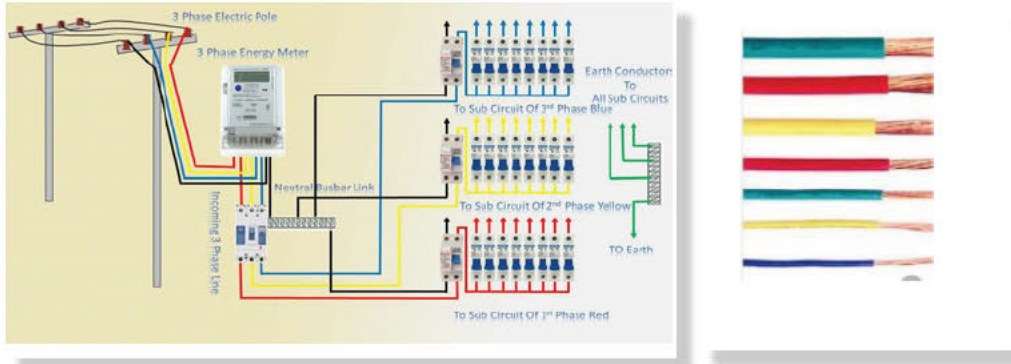 3 Phase Electric Pole
3 Phase Energy Meter
Earth Conductors
To
All Sub Circuits
To Sub Circuit Of 3rd Phase Blue
Neutral Busbar Link
Incoming 3 Phase Line
To Sub Circuit Of 2nd Phase Yellow
TO Earth
To Sub Circuit Of 1st Phase Red